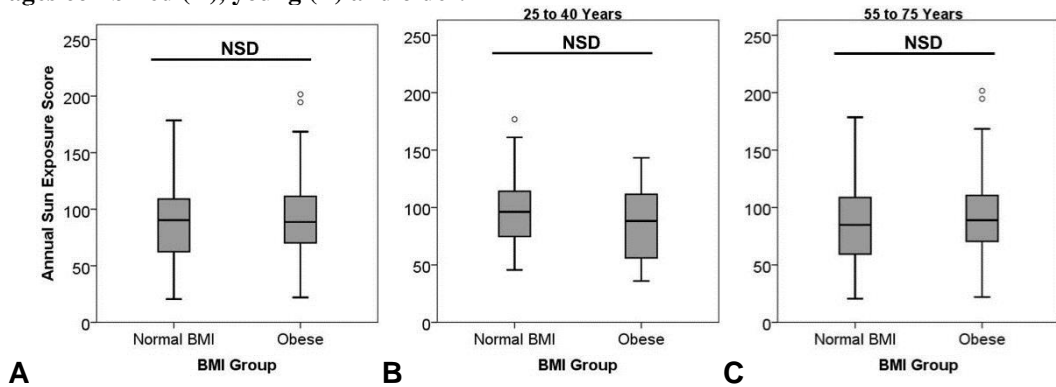 25 to 40 Years
55 to 75 Years
NSD
NSD
NSD
Annual Sun Exposure Score
250
200
150
100
50
0
250
200
150
100
50
0
250
200
150
100
50
0
Normal BMI
Obese
Normal BMI
Obese
Normal BMI
Obese
BMI Group
BMI Group
BMI Group
A
B
C